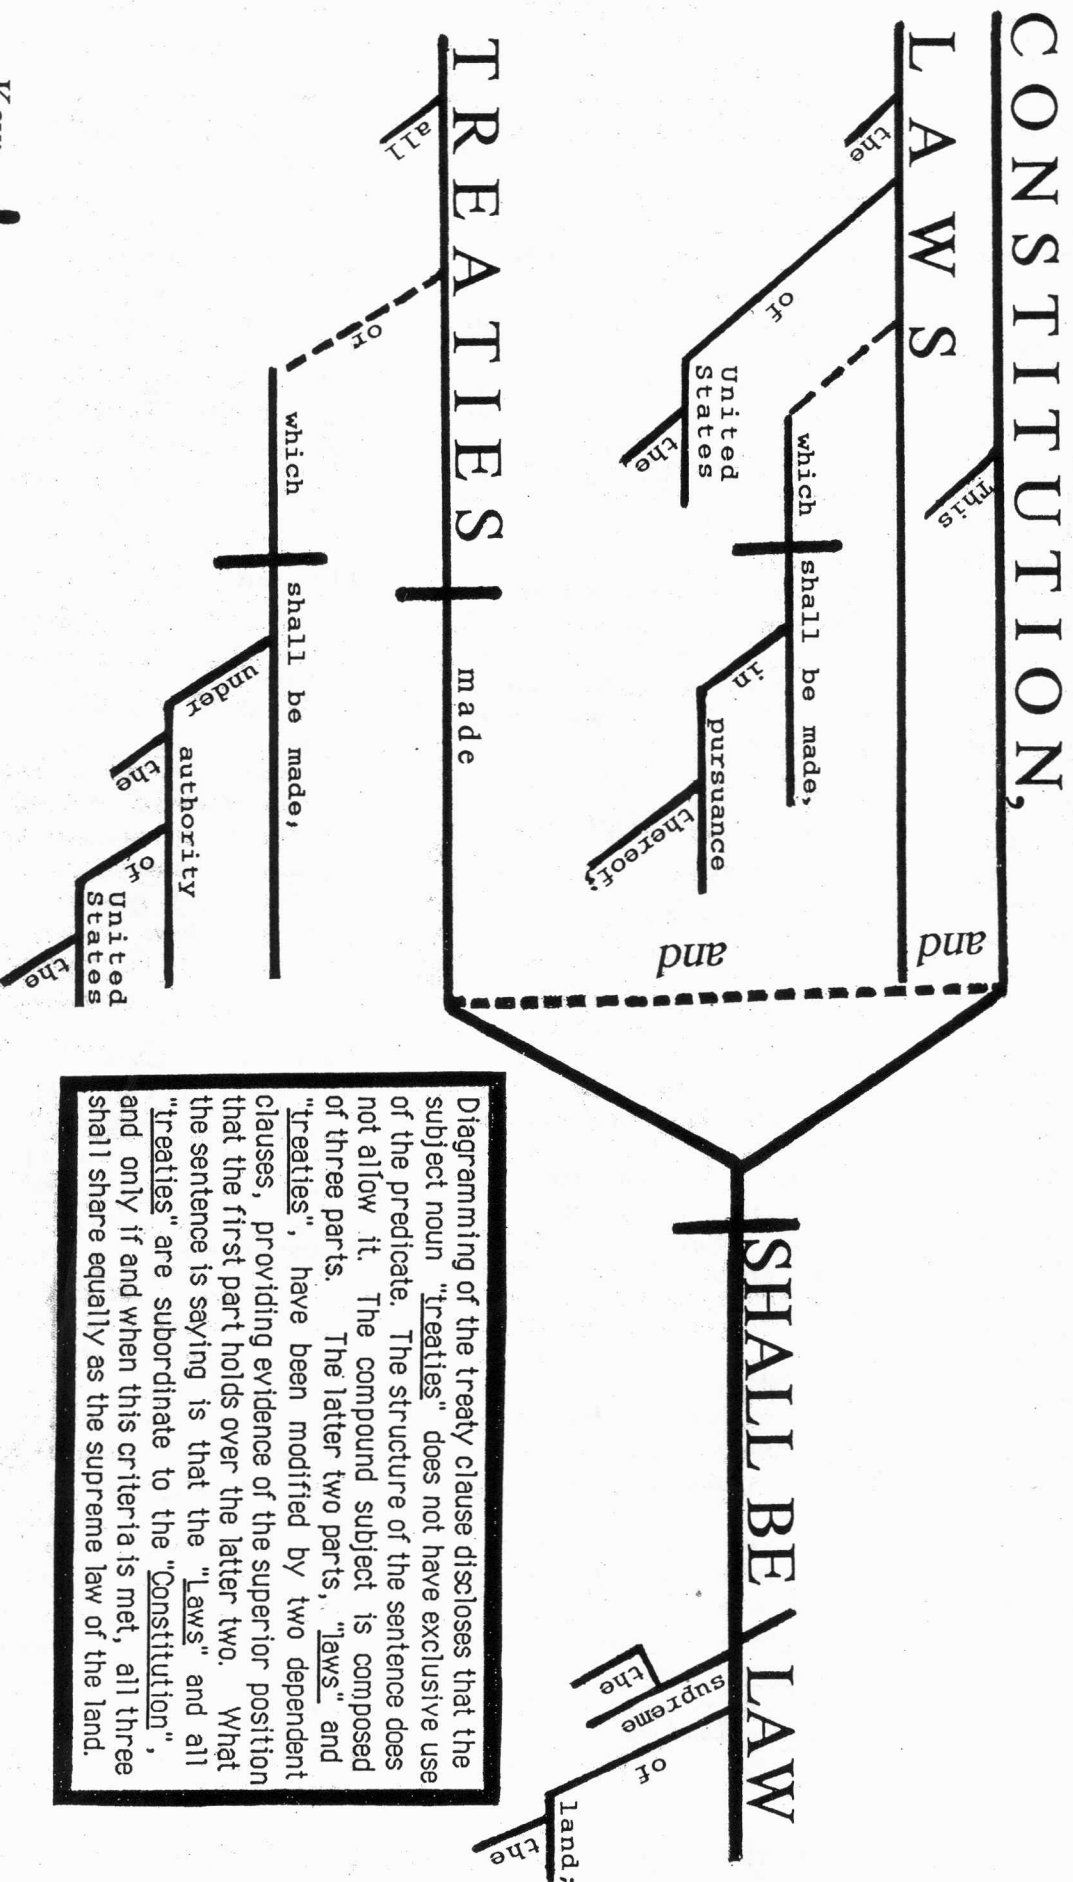 CONSTITUTION,
This
and
LAWS
the
of
United
States
the
which shall be made,
in
pursuance
thereof;
and
TREATIES made
all
or
which shall be made,
under
authority
the
of
United
States
the
SHALL BE \ LAW
the
supreme
of
land;
the
Diagramming of the treaty clause discloses that the
subject noun "treaties" does not have exclusive use
of the predicate. The structure of the sentence does
not allow it. The compound subject is composed
of three parts. The latter two parts, "laws" and
"treaties", have been modified by two dependent
clauses, providing evidence of the superior position
that the first part holds over the latter two. What
the sentence is saying is that the "Laws" and all
"treaties" are subordinate to the "Constitution",
and only if and when this criteria is met, all three
shall share equally as the supreme law of the land.